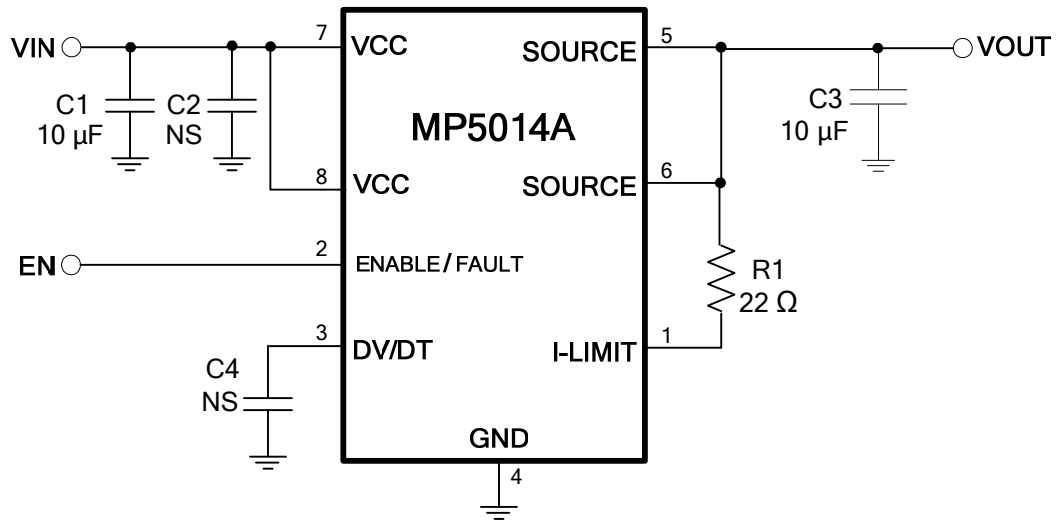 VIN
7
VCC
SOURCE
5
VOUT
C1
10 µF
C2
NS
MP5014A
C3
10 µF
8
VCC
SOURCE
6
EN
2
ENABLE/FAULT
R1
22 Ω
3
DV/DT
I-LIMIT
1
C4
NS
GND
4